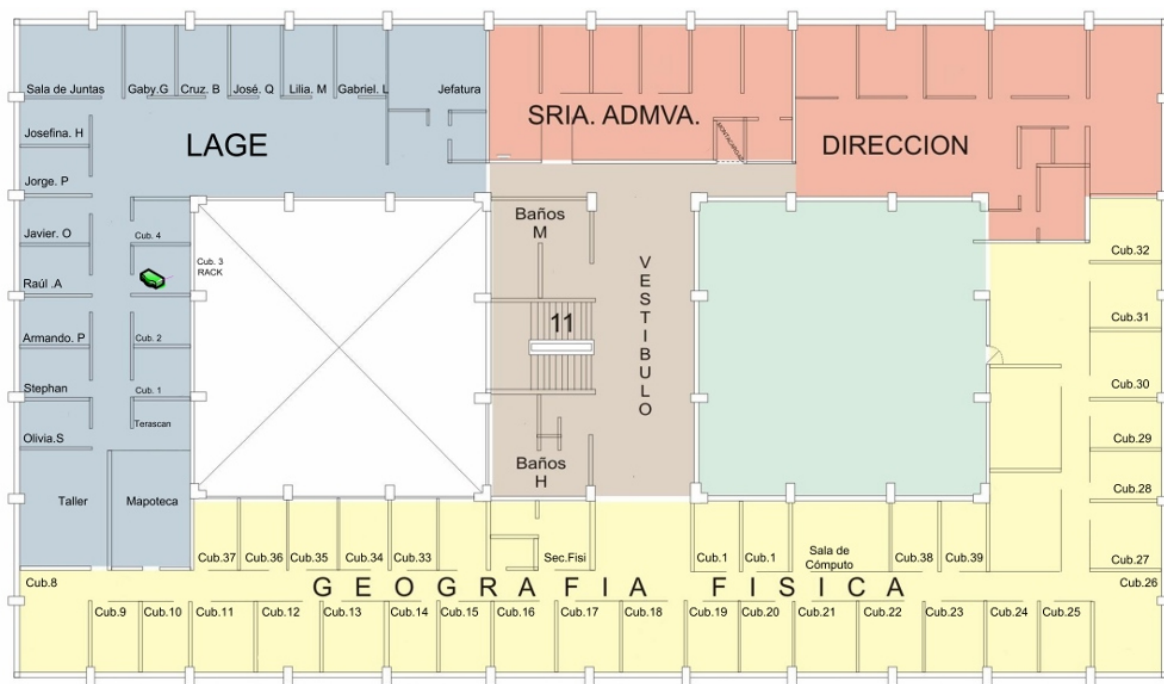 Sala de Juntas
Gaby.G
Cruz. B
José. Q
Lilia. M
Gabriel. L
Jefatura
SRIA. ADMVA.
MONTACARGAS
DIRECCION
LAGE
Josefina. H
Jorge. P
Javier. O
Cub. 4
Cub. 3
RACK
Raúl .A
Armando. P
Cub. 2
Stephan
Cub. 1
Terascan
Olivia.S
Taller
Mapoteca
Baños
M
11
VESTIBULO
Baños
H
Cub.32
Cub.31
Cub.30
Cub.29
Cub.28
Cub.27
Cub.26
Cub.37
Cub.36
Cub.35
Cub.34
Cub.33
Sec.Fisi
Cub.1
Cub.1
Sala de
Cómputo
Cub.38
Cub.39
GEOGRAFIA FISICA
Cub.8
Cub.9
Cub.10
Cub.11
Cub.12
Cub.13
Cub.14
Cub.15
Cub.16
Cub.17
Cub.18
Cub.19
Cub.20
Cub.21
Cub.22
Cub.23
Cub.24
Cub.25